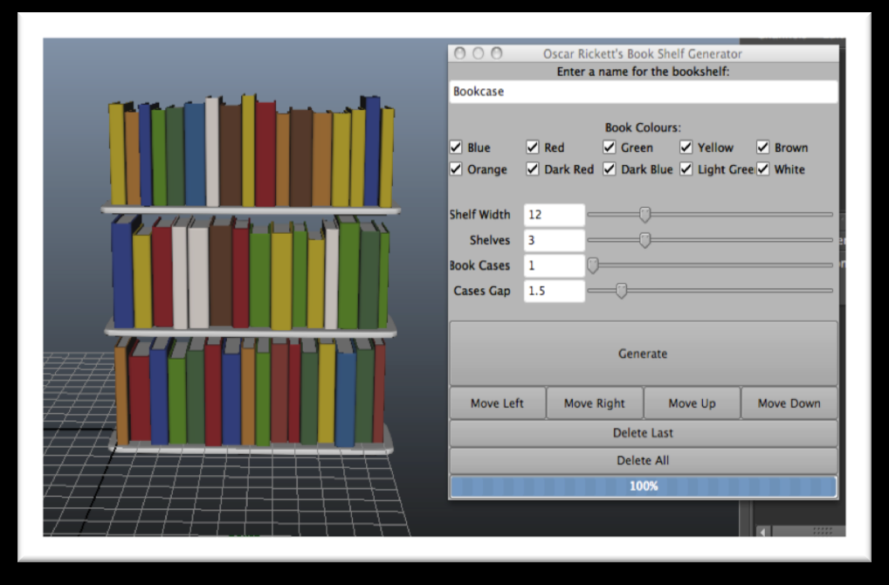 Oscar Rickett's Book Shelf Generator
Enter a name for the bookshelf:
Bookcase
Book Colours:
Blue Red Green Yellow Brown
Orange Dark Red Dark Blue Light Gree White
Shelf Width 12
Shelves 3
Book Cases 1
Cases Gap 1.5
Generate
Move Left Move Right Move Up Move Down
Delete Last
Delete All
100%